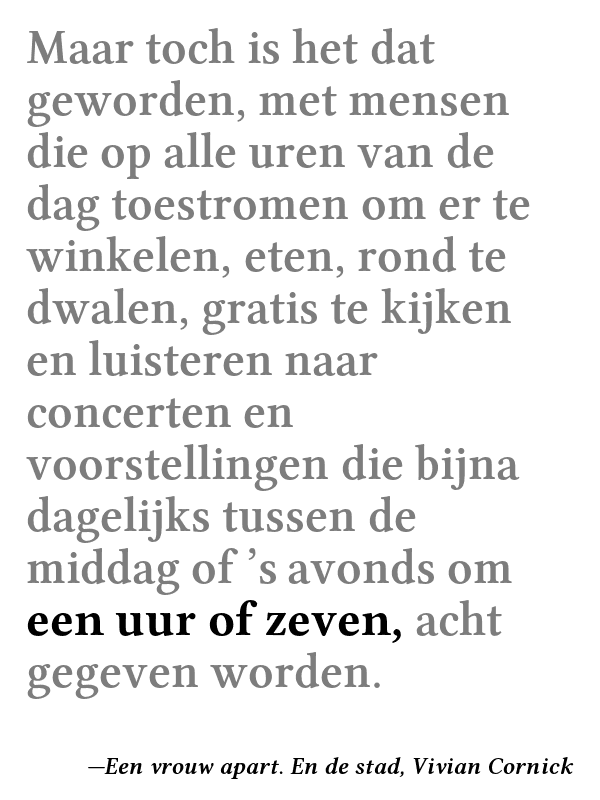 Maar toch is het dat
geworden, met mensen
die op alle uren van de
dag toestromen om er te
winkelen, eten, rond te
dwalen, gratis te kijken
en luisteren naar
concerten en
voorstellingen die bijna
dagelijks tussen de
middag of ’s avonds om
een uur of zeven, acht
gegeven worden.
—Een vrouw apart. En de stad, Vivian Cornick